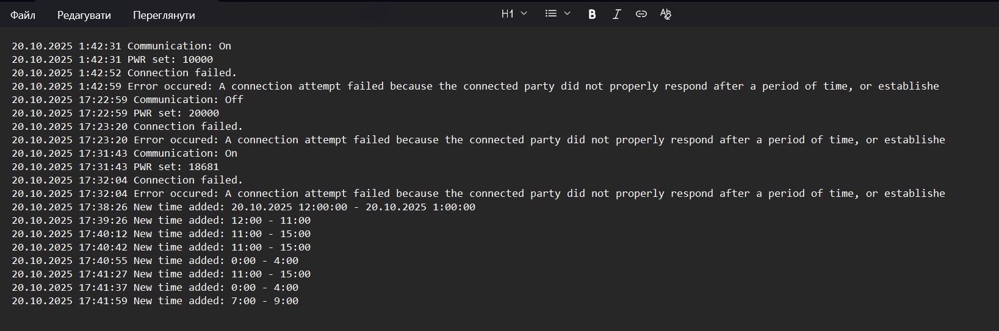 Файл Редагувати Переглянути H1 B I
20.10.2025 1:42:31 Communication: On
20.10.2025 1:42:31 PWR set: 10000
20.10.2025 1:42:52 Connection failed.
20.10.2025 1:42:59 Error occured: A connection attempt failed because the connected party did not properly respond after a period of time, or establishe
20.10.2025 17:22:59 Communication: Off
20.10.2025 17:22:59 PWR set: 20000
20.10.2025 17:23:20 Connection failed.
20.10.2025 17:23:20 Error occured: A connection attempt failed because the connected party did not properly respond after a period of time, or establishe
20.10.2025 17:31:43 Communication: On
20.10.2025 17:31:43 PWR set: 18681
20.10.2025 17:32:04 Connection failed.
20.10.2025 17:32:04 Error occured: A connection attempt failed because the connected party did not properly respond after a period of time, or establishe
20.10.2025 17:38:26 New time added: 20.10.2025 12:00:00 - 20.10.2025 1:00:00
20.10.2025 17:39:26 New time added: 12:00 - 11:00
20.10.2025 17:40:12 New time added: 11:00 - 15:00
20.10.2025 17:40:42 New time added: 11:00 - 15:00
20.10.2025 17:40:55 New time added: 0:00 - 4:00
20.10.2025 17:41:27 New time added: 11:00 - 15:00
20.10.2025 17:41:37 New time added: 0:00 - 4:00
20.10.2025 17:41:59 New time added: 7:00 - 9:00